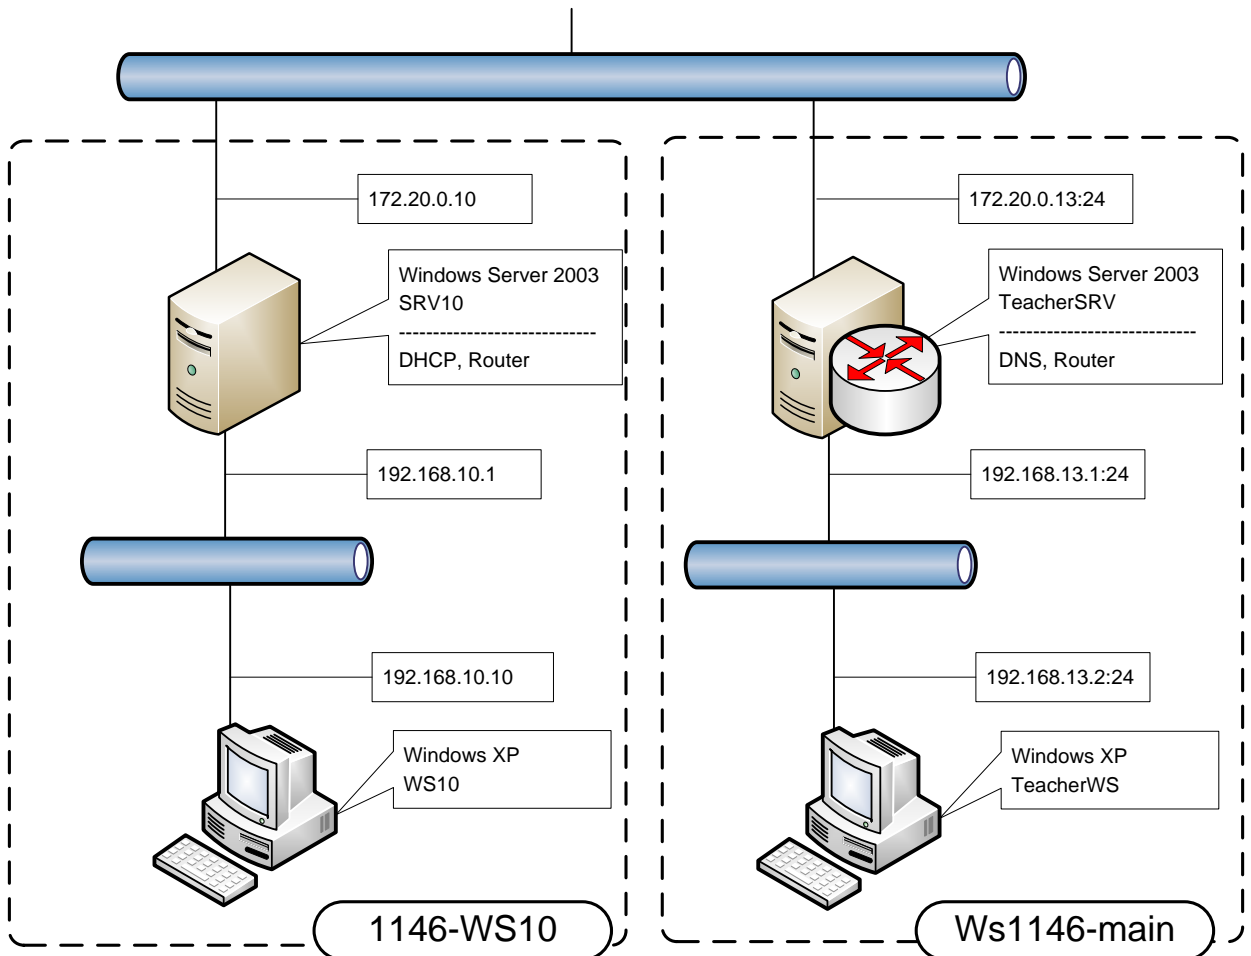 172.20.0.10
Windows Server 2003
SRV10
----------------------------
DHCP, Router
192.168.10.1
192.168.10.10
Windows XP
WS10
1146-WS10
172.20.0.13:24
Windows Server 2003
TeacherSRV
----------------------------
DNS, Router
192.168.13.1:24
192.168.13.2:24
Windows XP
TeacherWS
Ws1146-main